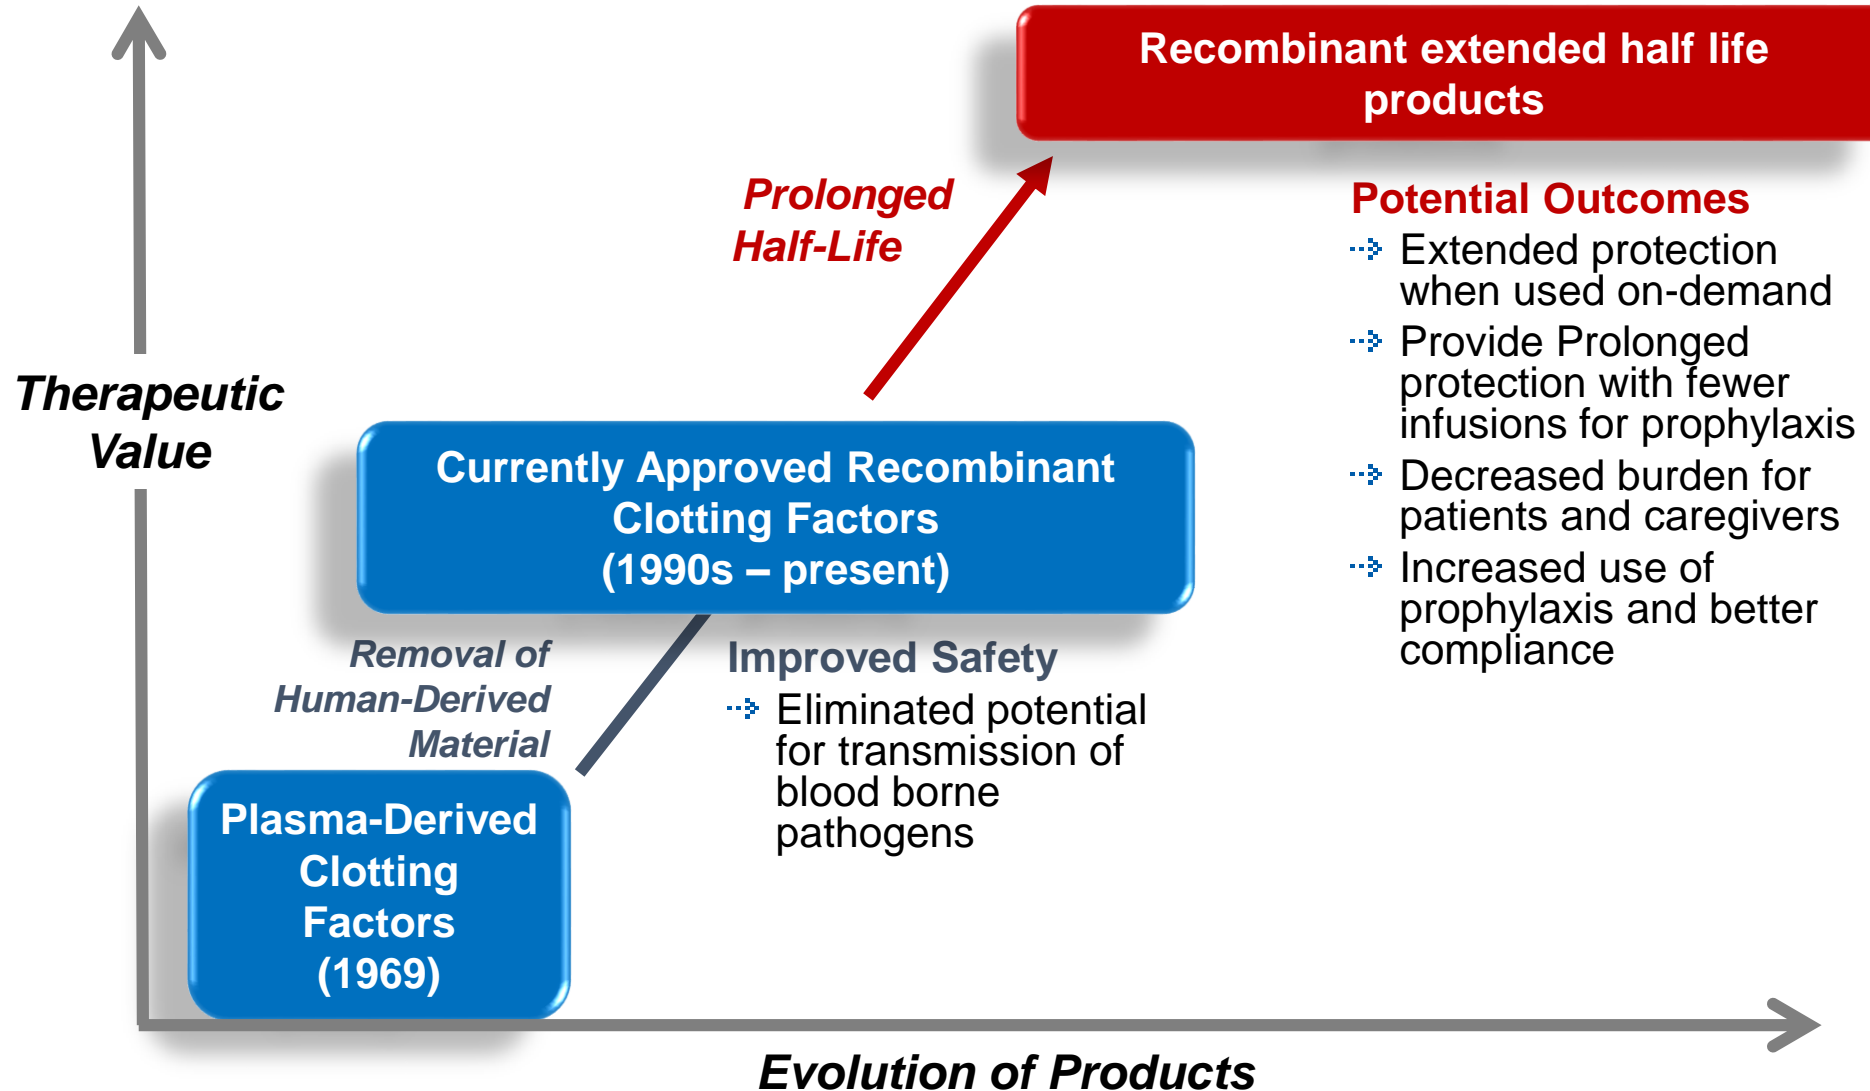 Recombinant extended half life
products
Prolonged
Half-Life
Potential Outcomes
Extended protection
when used on-demand
Provide Prolonged
protection with fewer
infusions for prophylaxis
Decreased burden for
patients and caregivers
Increased use of
prophylaxis and better
compliance
Therapeutic
Value
Currently Approved Recombinant
Clotting Factors
(1990s – present)
Removal of
Human-Derived
Material
Improved Safety
Eliminated potential
for transmission of
blood borne
pathogens
Plasma-Derived
Clotting
Factors
(1969)
Evolution of Products